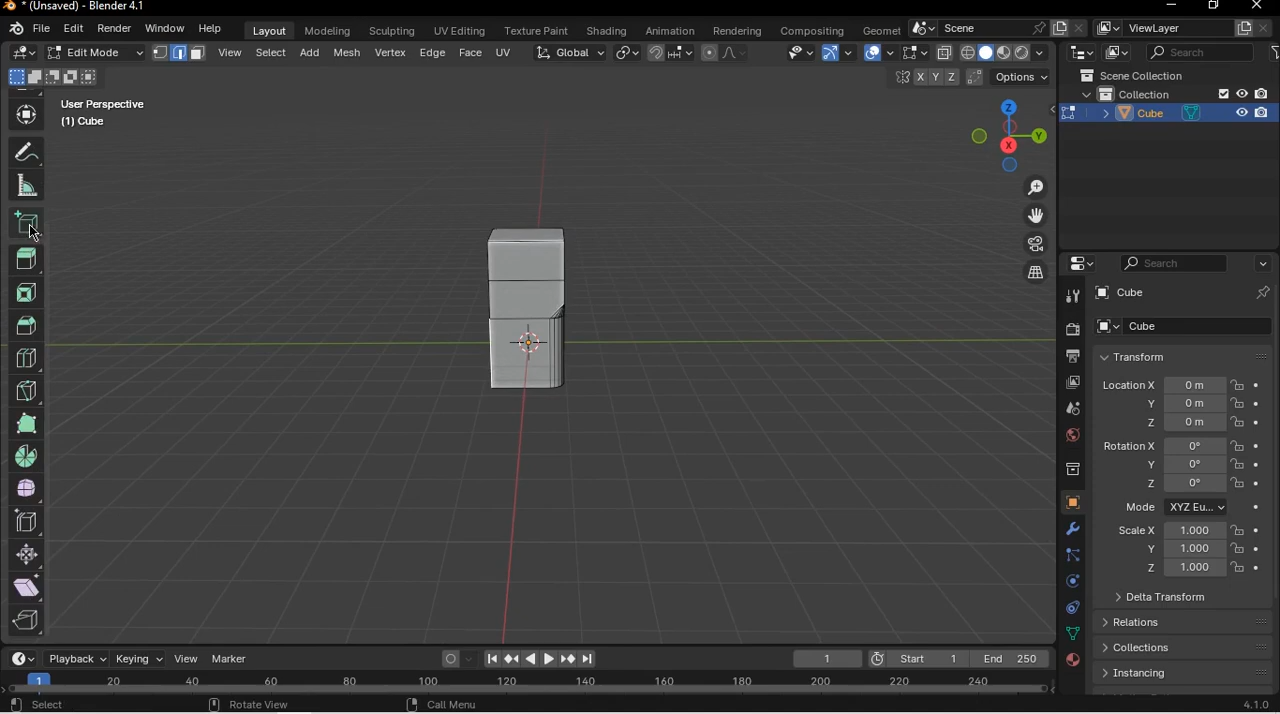 * (Unsaved) - Blender 4.1
File Edit Render Window Help Layout Modeling Sculpting UV Editing Texture Paint Shading Animation Rendering Compositing Geomet Scene ViewLayer
Edit Mode View Select Add Mesh Vertex Edge Face UV Global Search
X Y Z Options
Scene Collection
Collection
Cube
User Perspective
(1) Cube
Z
Y
X
Search
Cube
Cube
Transform
Location X 0 m
Y 0 m
Z 0 m
Rotation X 0°
Y 0°
Z 0°
Mode XYZ Eu...
Scale X 1.000
Y 1.000
Z 1.000
Delta Transform
Relations
Collections
Instancing
Playback Keying View Marker 1 Start 1 End 250
1 20 40 60 80 100 120 140 160 180 200 220 240
Select Rotate View Call Menu 4.1.0